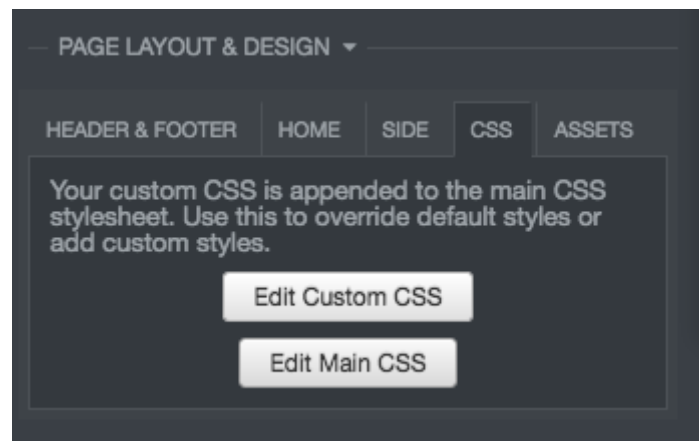 PAGE LAYOUT & DESIGN
HEADER & FOOTER HOME SIDE CSS ASSETS
Your custom CSS is appended to the main CSS
stylesheet. Use this to override default styles or
add custom styles.
Edit Custom CSS
Edit Main CSS